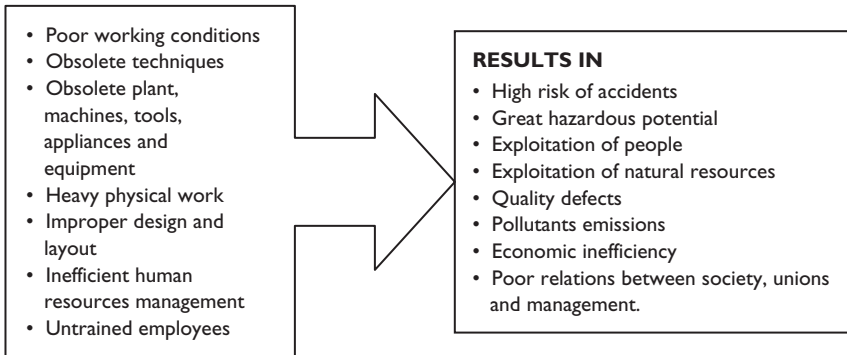 • Poor working conditions
• Obsolete techniques
• Obsolete plant,
machines, tools,
appliances and
equipment
• Heavy physical work
• Improper design and
layout
• Inefficient human
resources management
• Untrained employees
RESULTS IN
• High risk of accidents
• Great hazardous potential
• Exploitation of people
• Exploitation of natural resources
• Quality defects
• Pollutants emissions
• Economic inefficiency
• Poor relations between society, unions
and management.